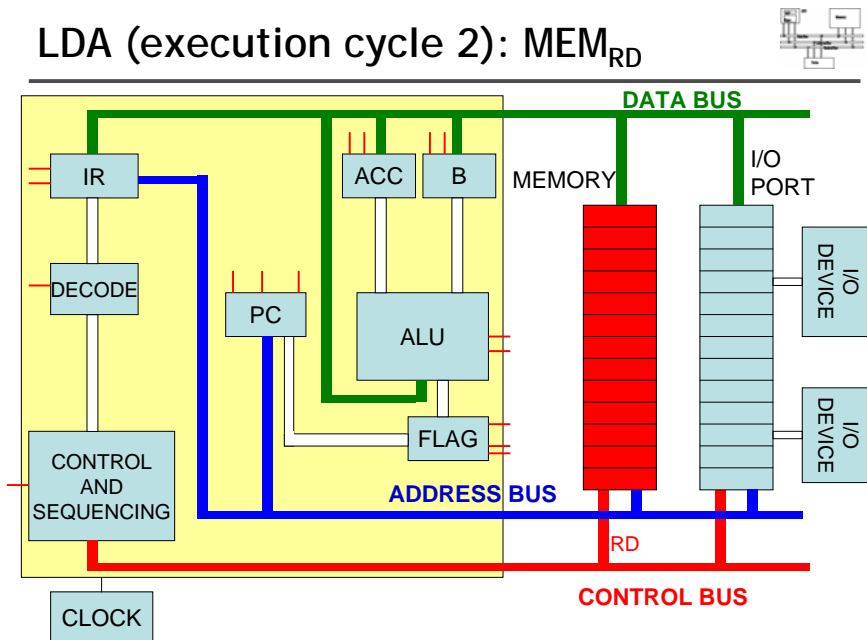 LDA (execution cycle 2): MEM_RD
DATA BUS
IR
ACC
B
MEMORY
I/O
PORT
I/O
DEVICE
DECODE
PC
ALU
I/O
DEVICE
FLAG
CONTROL
AND
SEQUENCING
ADDRESS BUS
RD
CONTROL BUS
CLOCK